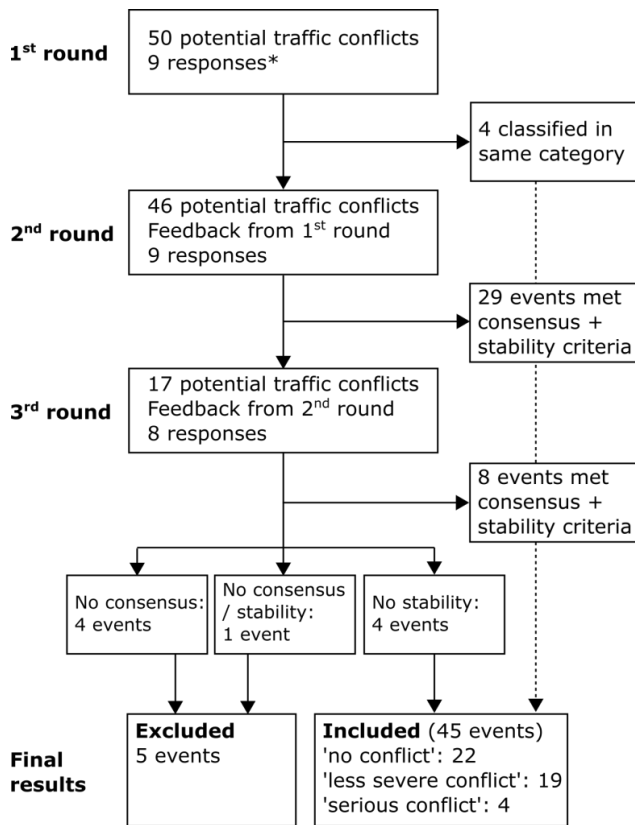 1st round
50 potential traffic conflicts
9 responses*
4 classified in
same category
2nd round
46 potential traffic conflicts
Feedback from 1st round
9 responses
29 events met
consensus +
stability criteria
3rd round
17 potential traffic conflicts
Feedback from 2nd round
8 responses
8 events met
consensus +
stability criteria
No consensus:
4 events
No consensus
/ stability:
1 event
No stability:
4 events
Final
results
Excluded
5 events
Included (45 events)
'no conflict': 22
'less severe conflict': 19
'serious conflict': 4